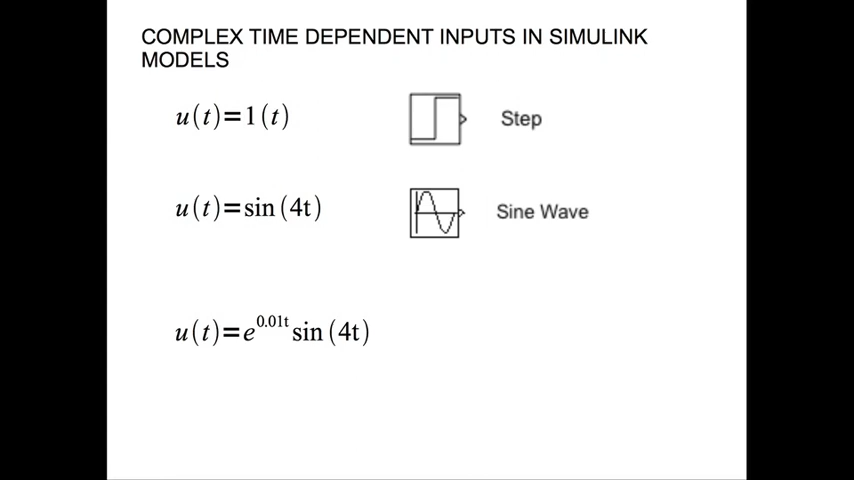 COMPLEX TIME DEPENDENT INPUTS IN SIMULINK
MODELS
u(t)=1(t) Step
u(t)=sin(4t) Sine Wave
u(t)=e^0.01t sin(4t)